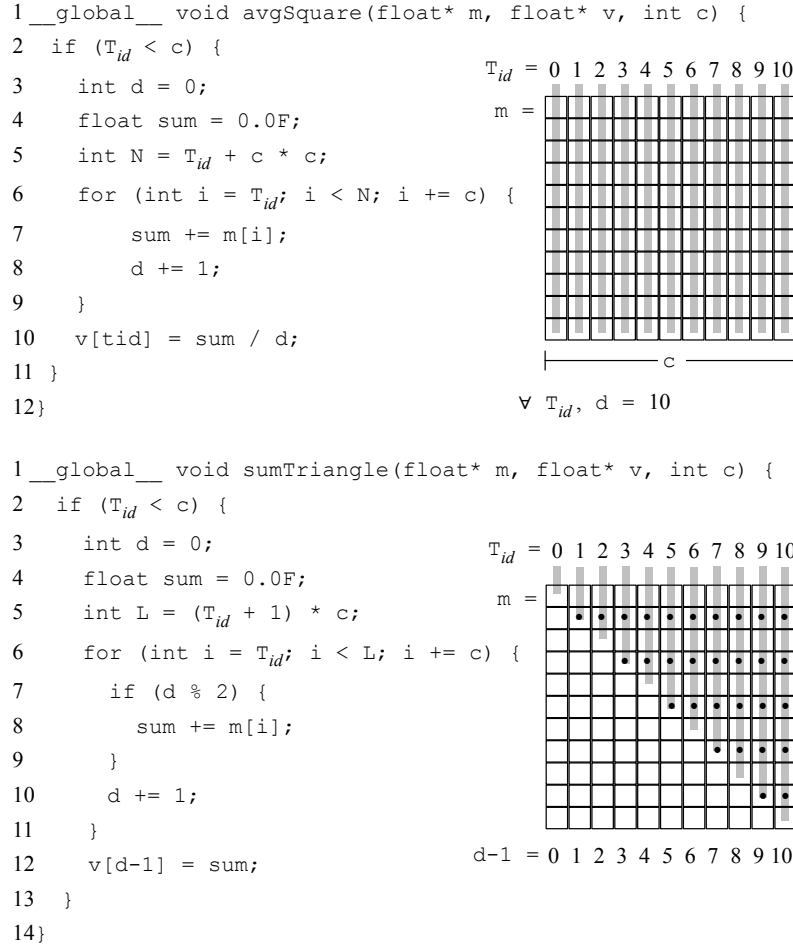 1 __global__ void avgSquare(float* m, float* v, int c) {
2 if (Tid < c) {
3 int d = 0;
4 float sum = 0.0F;
5 int N = Tid + c * c;
6 for (int i = Tid; i < N; i += c) {
7 sum += m[i];
8 d += 1;
9 }
10 v[tid] = sum / d;
11 }
12}
Tid = 0 1 2 3 4 5 6 7 8 9 10
m =
c
∀ Tid, d = 10
1 __global__ void sumTriangle(float* m, float* v, int c) {
2 if (Tid < c) {
3 int d = 0;
4 float sum = 0.0F;
5 int L = (Tid + 1) * c;
6 for (int i = Tid; i < L; i += c) {
7 if (d % 2) {
8 sum += m[i];
9 }
10 d += 1;
11 }
12 v[d-1] = sum;
13 }
14}
Tid = 0 1 2 3 4 5 6 7 8 9 10
m =
d-1 = 0 1 2 3 4 5 6 7 8 9 10